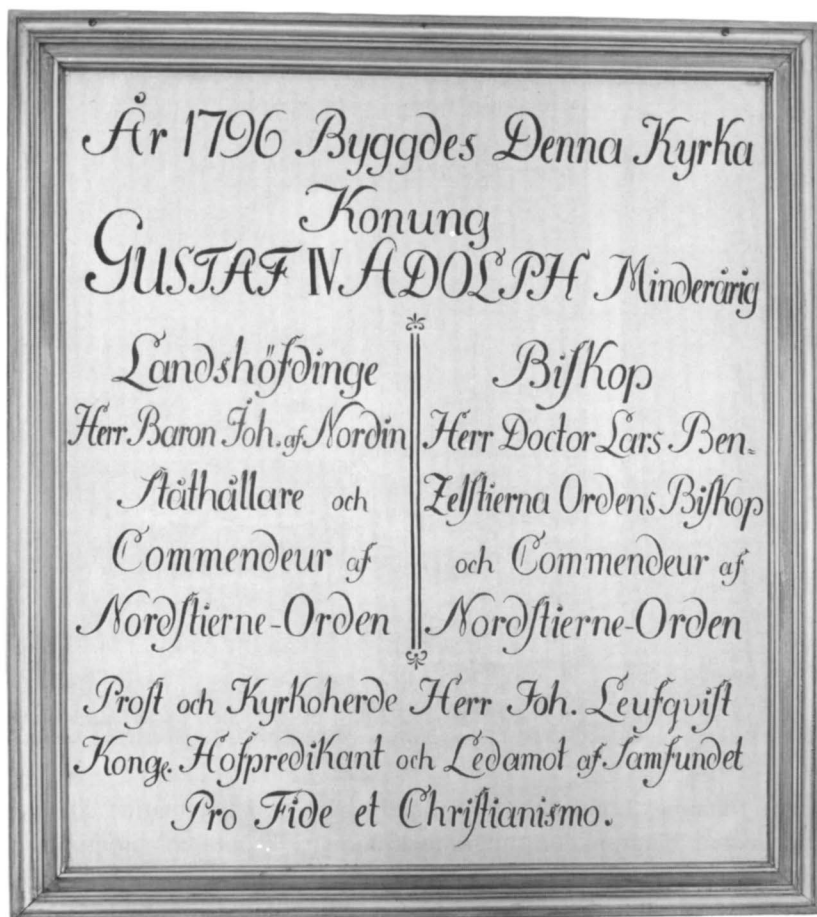 År 1796 Byggdes Denna Kyrka
Konung
GUSTAF IV ADOLPH Minderårig
Landshöfdinge
Herr Baron Joh. af Nordin
ståthållare och
Commendeur af
Nordſtierne-Orden
Biſkop
Herr Doctor Lars Ben=
Zelſtierna Ordens Biſkop
och Commendeur af
Nordſtierne-Orden
Proſt och Kyrkoherde Herr Joh. Leufqviſt
Kongl. Hofpredikant och Ledamot af Samfundet
Pro Fide et Chriſtianismo.